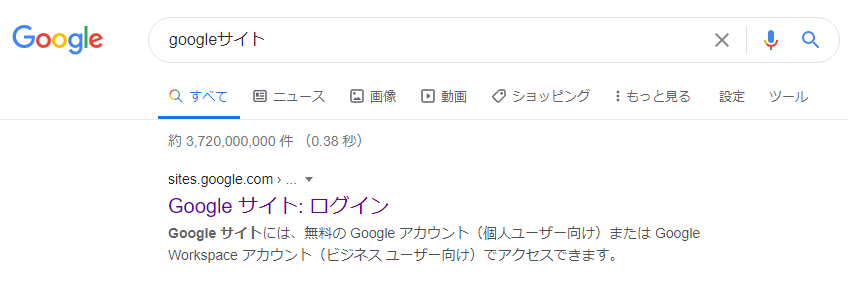 Google
googleサイト
すべて
ニュース
画像
動画
ショッピング
もっと見る
設定
ツール
約 3,720,000,000 件 （0.38 秒）
sites.google.com › ...
Google サイト: ログイン
Google サイトには、無料の Google アカウント（個人ユーザー向け）または Google
Workspace アカウント（ビジネス ユーザー向け）でアクセスできます。